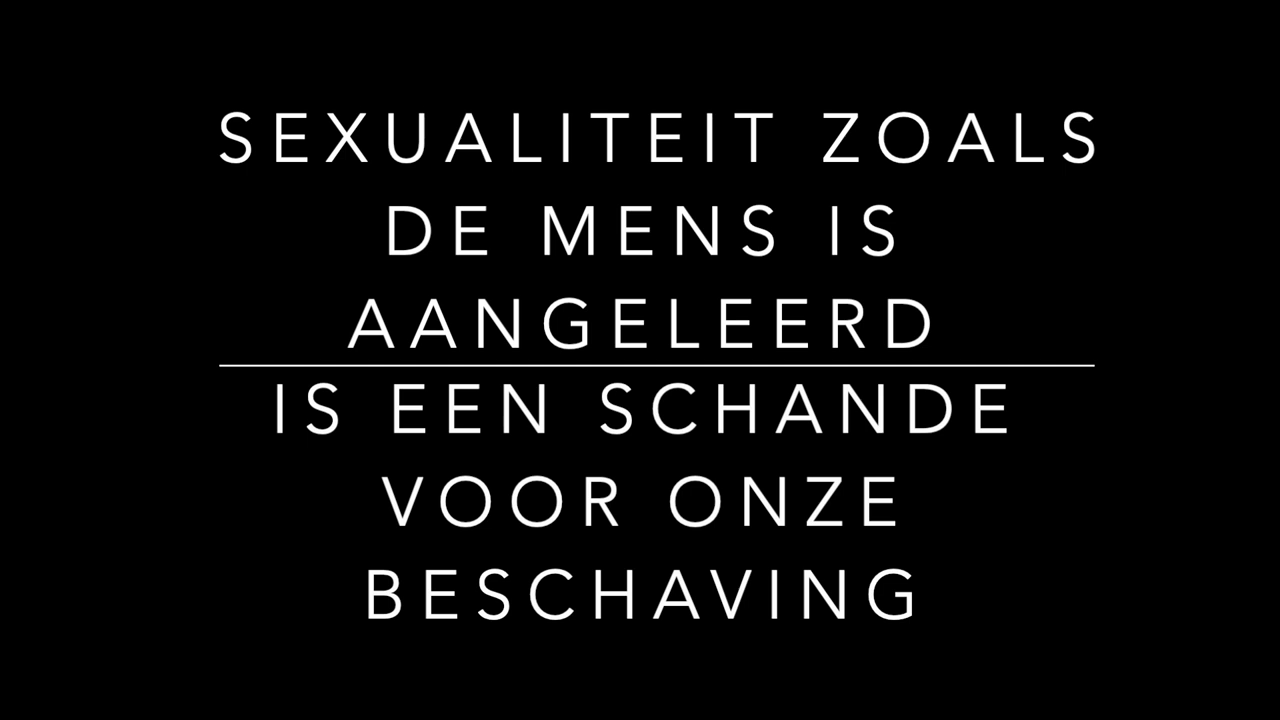 SEXUALITEIT ZOALS
DE MENS IS
AANGELEERD
IS EEN SCHANDE
VOOR ONZE
BESCHAVING